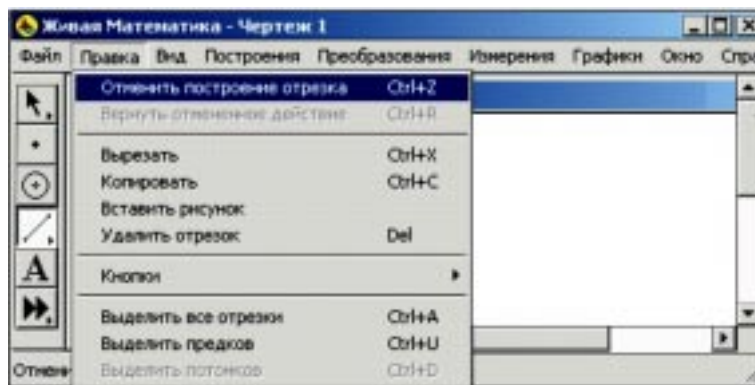 Живая Математика - Чертеж 1
Файл Правка Вид Построения Преобразования Измерения Графики Окно Спра
Отменить построение отрезка Ctrl+Z
Вернуть отмененное действие Ctrl+R
Вырезать Ctrl+X
Копировать Ctrl+C
Вставить рисунок
Удалить отрезок Del
A
Кнопки
Выделить все отрезки Ctrl+A
Выделить предков Ctrl+U
Отмени
Выделить потомков Ctrl+D